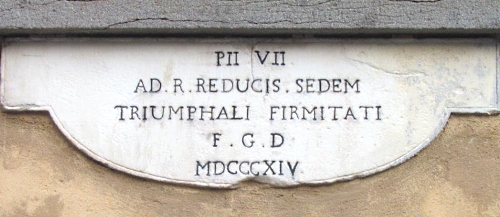 PII VII
AD. R. REDUCIS. SEDEM
TRIUMPHALI FIRMITATI
F. G. D
MDCCCXIV